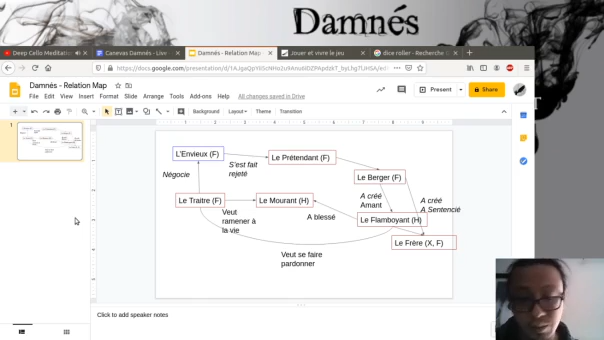 Damnés
Deep Cello Meditation
Canevas Damnés - Live
Damnés - Relation Map
Jouer et vivre le jeu
dice roller - Recherche G
Damnés - Relation Map
File Edit View Insert Format Slide Arrange Tools Add-ons Help
All changes saved in Drive
Present
Share
Background Layout Theme Transition
1
L'Envieux (F)
Le Prétendant (F)
Négocie
S'est fait
rejeté
Le Berger (F)
Le Traitre (F)
Le Mourant (H)
A créé
Amant
A créé
A Sentencié
Veut
ramener à
la vie
A blessé
Le Flamboyant (H)
Le Frère (X, F)
Veut se faire
pardonner
Click to add speaker notes